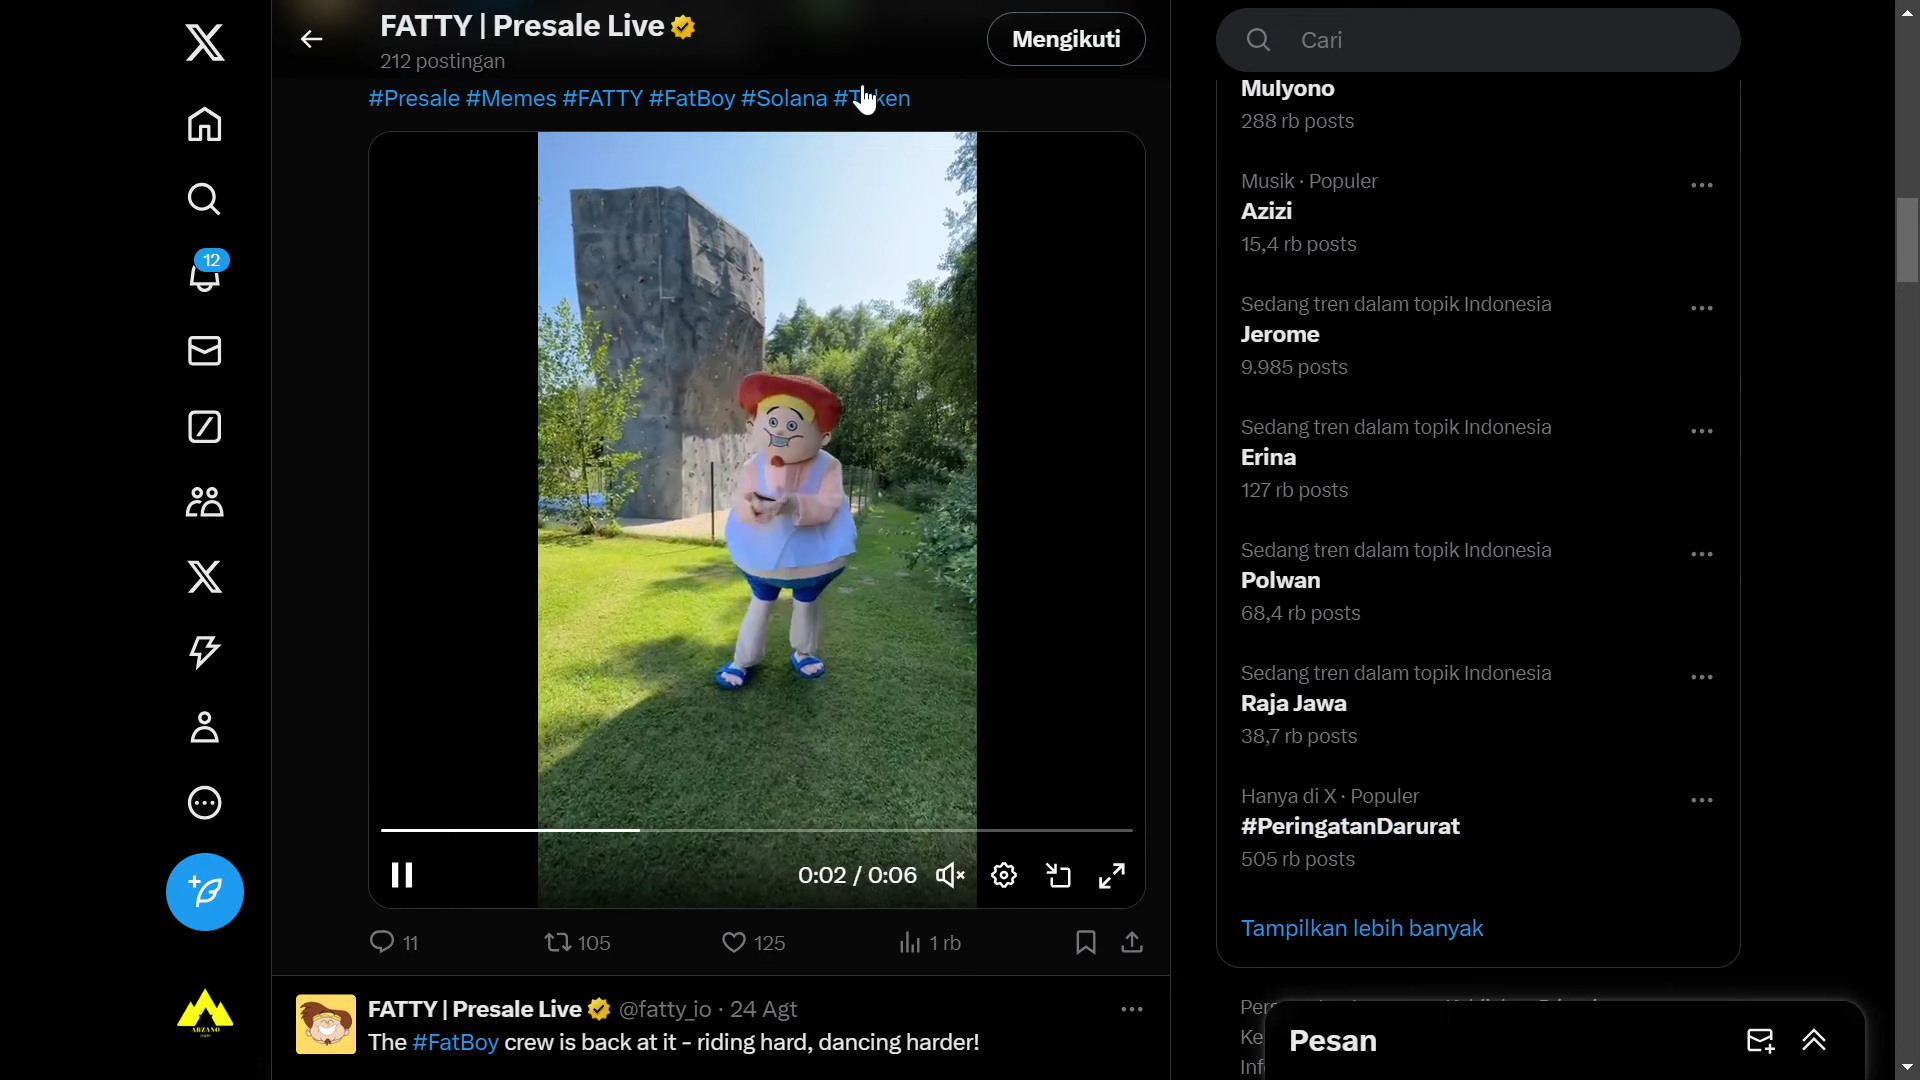 FATTY | Presale Live
212 postingan
Mengikuti
#Presale #Memes #FATTY #FatBoy #Solana
12
0:02 / 0:06
11
105
125
1 rb
FATTY | Presale Live @fatty_io · 24 Agt
The #FatBoy crew is back at it - riding hard, dancing harder!
ARZANO
Cari
Mulyono
288 rb posts
Musik · Populer
Azizi
15,4 rb posts
Sedang tren dalam topik Indonesia
Jerome
9.985 posts
Sedang tren dalam topik Indonesia
Erina
127 rb posts
Sedang tren dalam topik Indonesia
Polwan
68,4 rb posts
Sedang tren dalam topik Indonesia
Raja Jawa
38,7 rb posts
Hanya di X · Populer
#PeringatanDarurat
505 rb posts
Tampilkan lebih banyak
Pesan